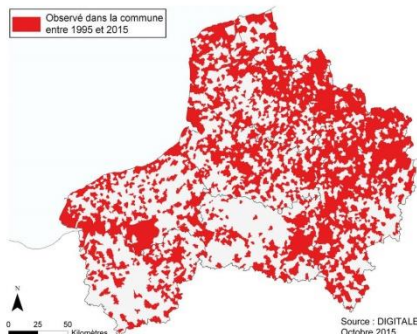 Observé dans la commune
entre 1995 et 2015
N
0 25 50
Kilomètres
Source : DIGITALE
Octobre 2015